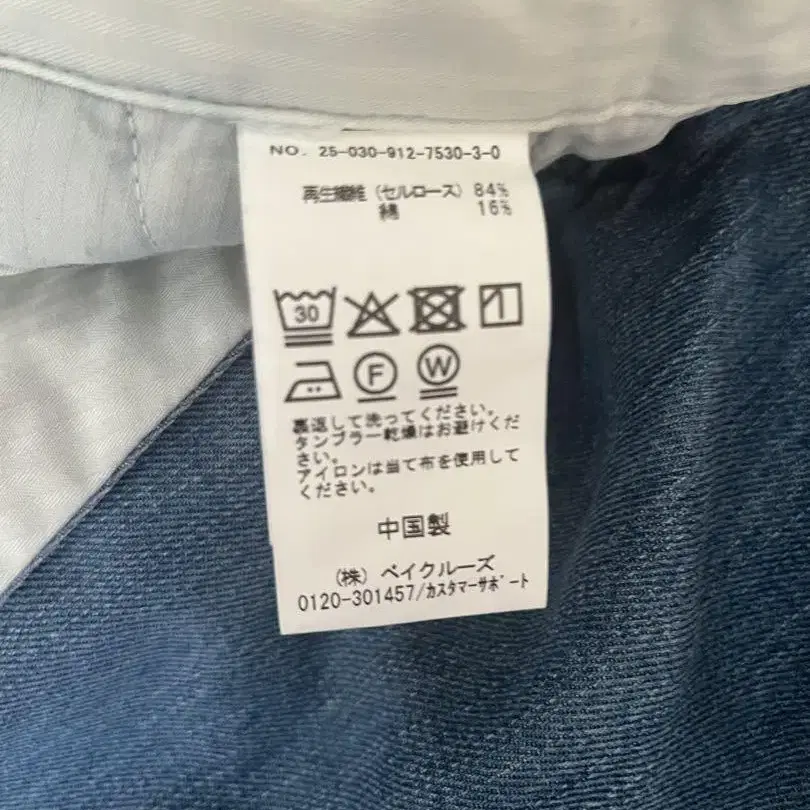 NO. 25-030-912-7530-3-0
再生繊維（セルロース） 84%
綿 16%
30
F W
裏返して洗ってください。
タンブラー乾燥はお避けくだ
さい。
アイロンは当て布を使用して
ください。
中国製
（株）ベイクルーズ
0120-301457/カスタマーサポート